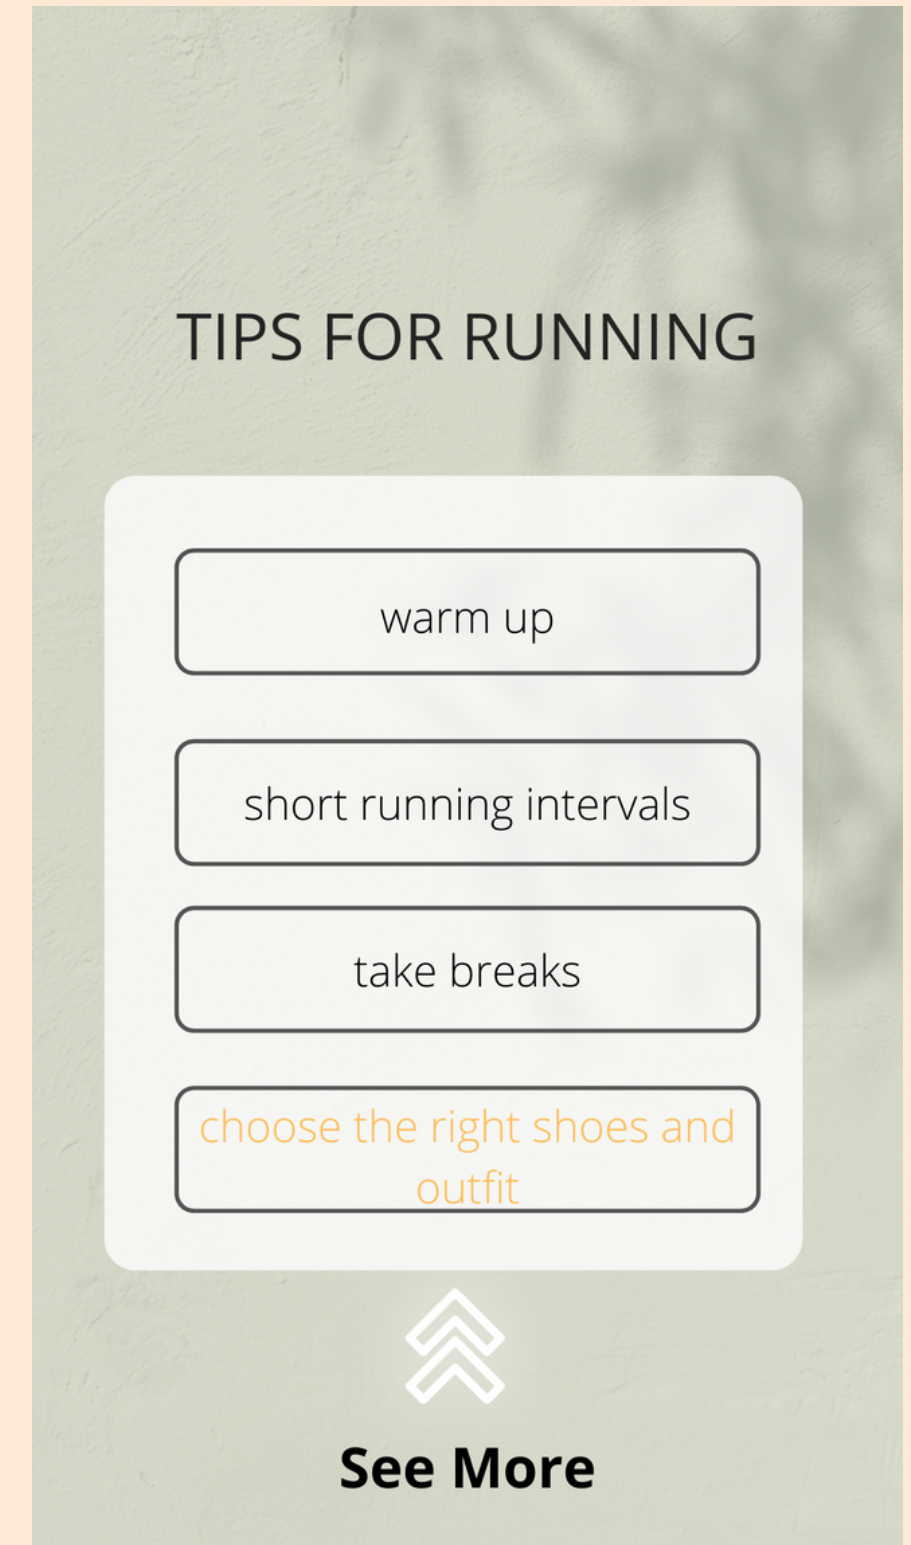 TIPS FOR RUNNING
warm up
short running intervals
take breaks
choose the right shoes and
outfit
See More